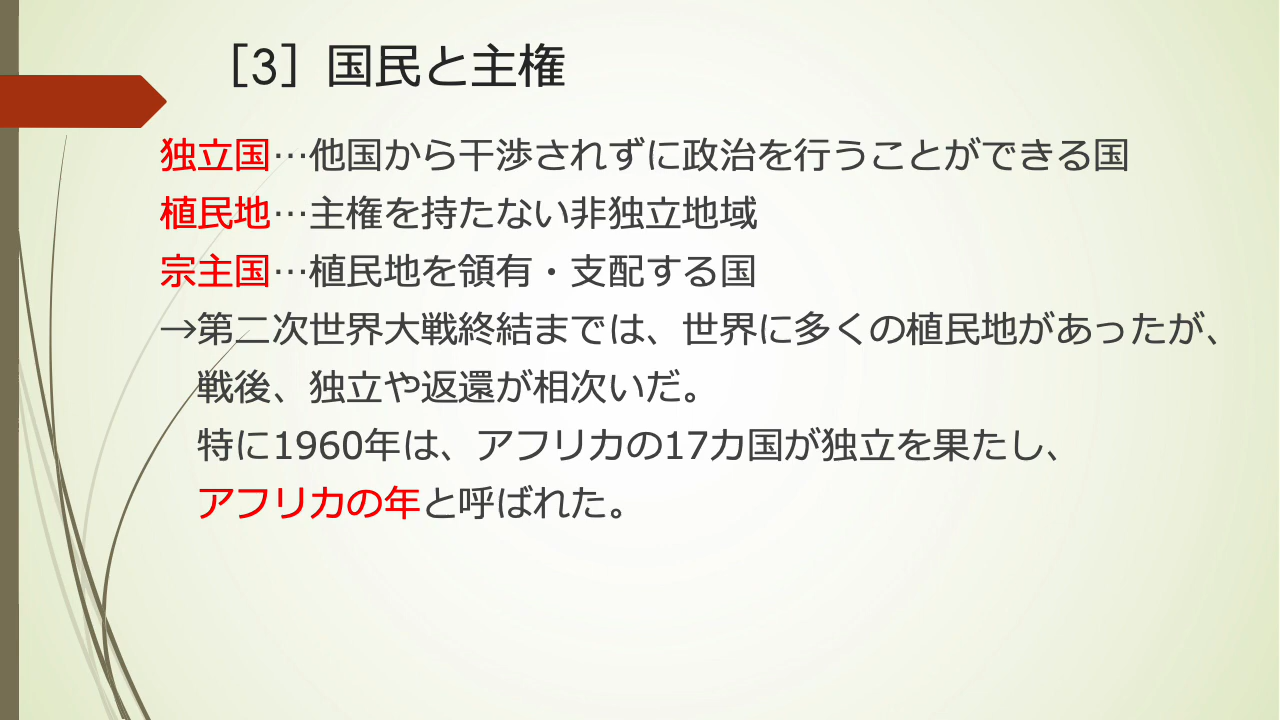 ［3］国民と主権
独立国…他国から干渉されずに政治を行うことができる国
植民地…主権を持たない非独立地域
宗主国…植民地を領有・支配する国
→第二次世界大戦終結までは、世界に多くの植民地があったが、
戦後、独立や返還が相次いだ。
特に1960年は、アフリカの17カ国が独立を果たし、
アフリカの年と呼ばれた。